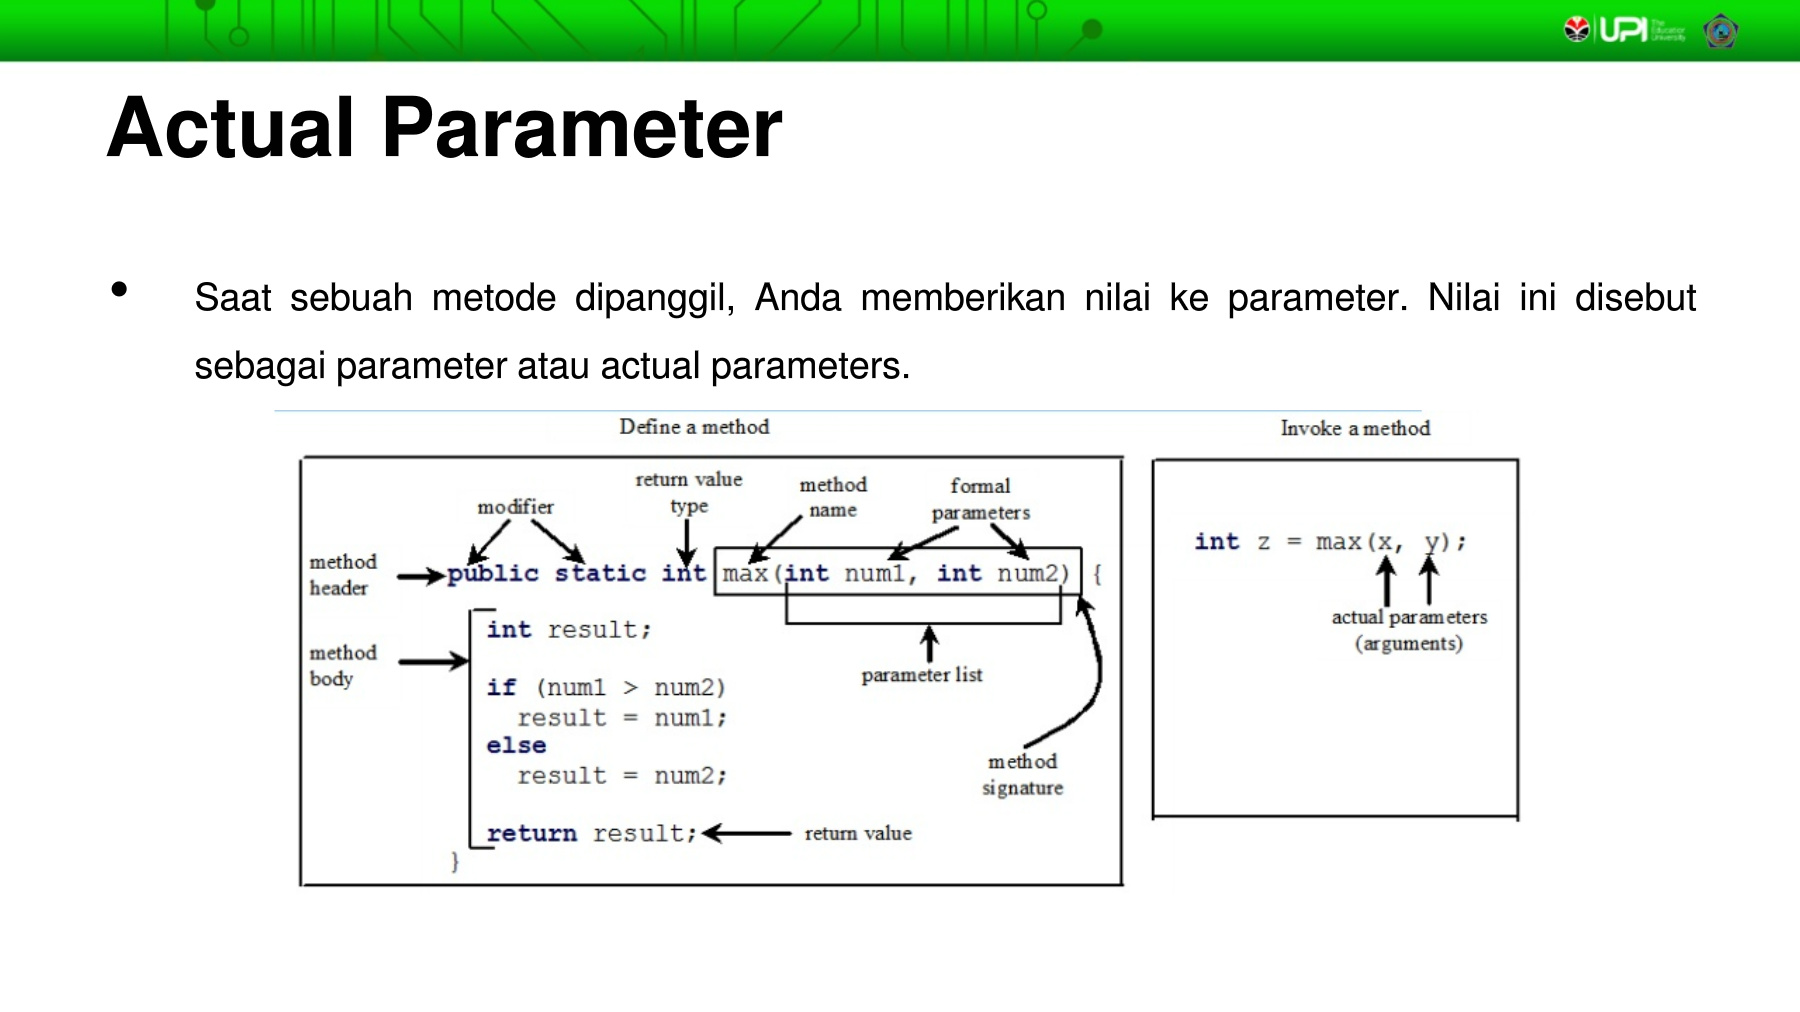 UPI The Education University
Actual Parameter
• Saat sebuah metode dipanggil, Anda memberikan nilai ke parameter. Nilai ini disebut
sebagai parameter atau actual parameters.
Define a method
Invoke a method
modifier
return value
type
method
name
formal
parameters
method
header
public static int max(int num1, int num2) {
method
body
int result;
parameter list
if (num1 > num2)
result = num1;
else
result = num2;
method
signature
return result;
return value
}
int z = max(x, y);
actual parameters
(arguments)